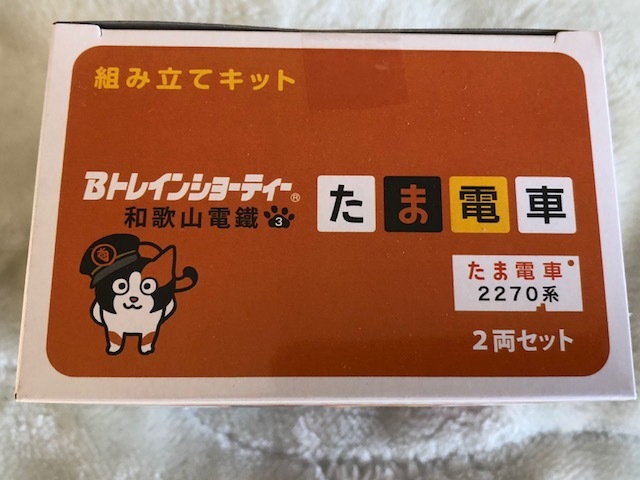 組み立てキット
Bトレインショーティー®
和歌山電鐵 3
たま電車
たま電車
2270系
2両セット